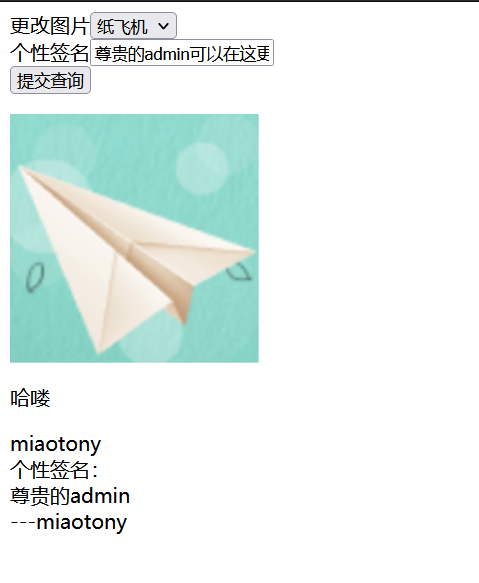 更改图片 纸飞机
个性签名 尊贵的admin可以在这更
提交查询
哈喽
miaotony
个性签名：
尊贵的admin
---miaotony